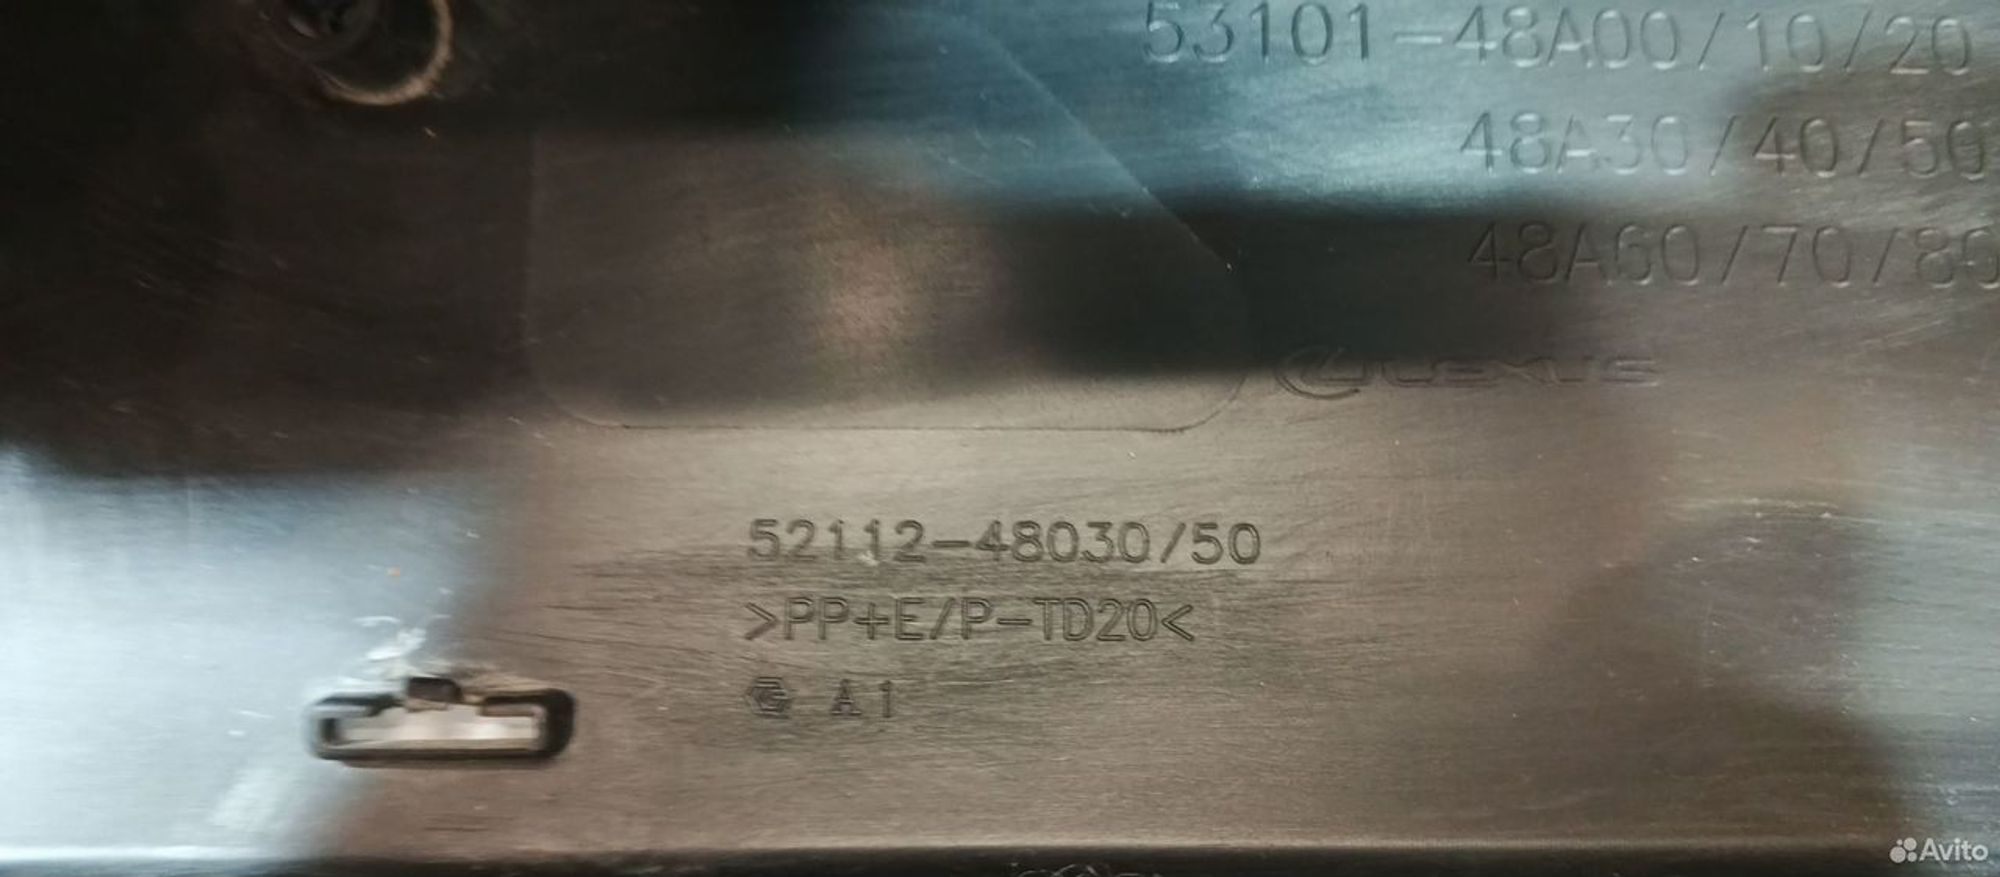 53101-48A00/10/20
48A30/40/50
48A60/70/80
LEXUS
52112-48030/50
>PP+E/P-TD20<
A1
Avito